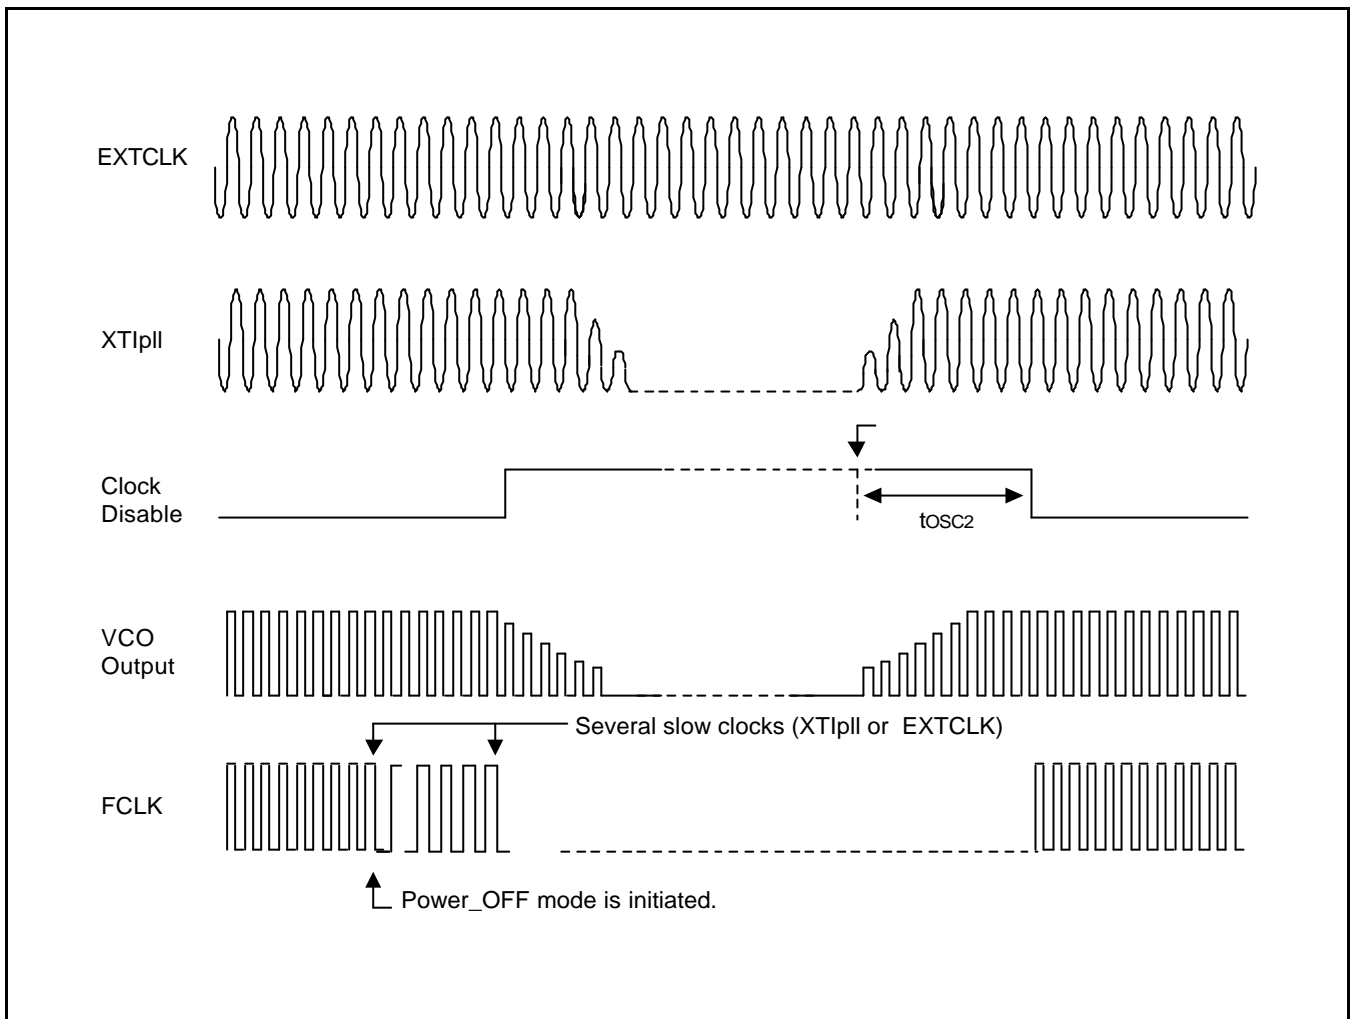 EXTCLK
XTIpll
Clock
Disable
tOSC2
VCO
Output
Several slow clocks (XTIpll or EXTCLK)
FCLK
Power_OFF mode is initiated.